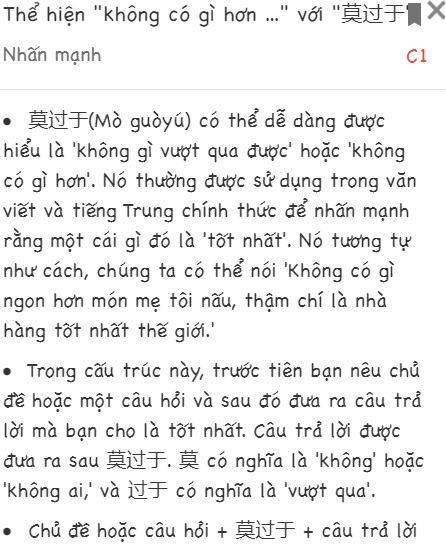 Thể hiện "không có gì hơn ..." với "莫过于"
Nhấn mạnh
C1
• 莫过于(Mò guòyú) có thể dễ dàng được
hiểu là 'không gì vượt qua được' hoặc 'không
có gì hơn'. Nó thường được sử dụng trong văn
viết và tiếng Trung chính thức để nhấn mạnh
rằng một cái gì đó là 'tốt nhất'. Nó tương tự
như cách, chúng ta có thể nói 'Không có gì
ngon hơn món mẹ tôi nấu, thậm chí là nhà
hàng tốt nhất thế giới.'
• Trong cấu trúc này, trước tiên bạn nêu chủ
đề hoặc một câu hỏi và sau đó đưa ra câu trả
lời mà bạn cho là tốt nhất. Câu trả lời được
đưa ra sau 莫过于. 莫 có nghĩa là 'không' hoặc
'không ai,' và 过于 có nghĩa là 'vượt quá'.
• Chủ đề hoặc câu hỏi + 莫过于 + câu trả lời